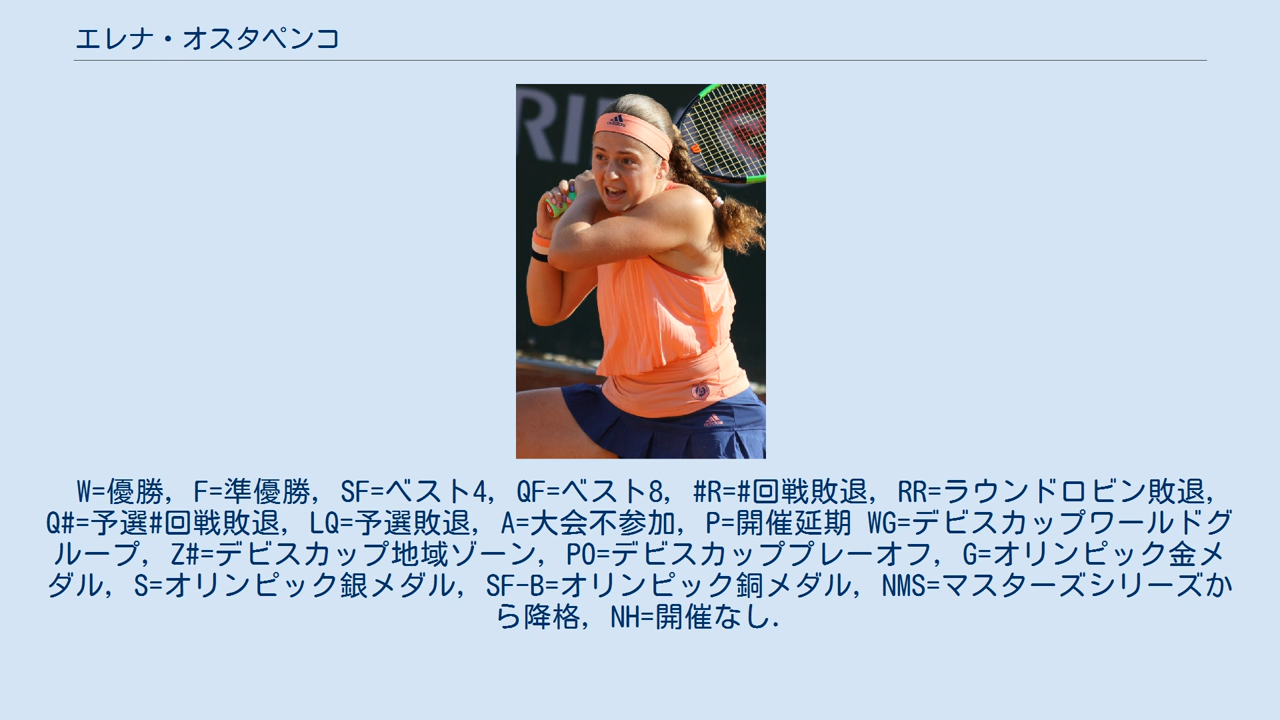 エレナ・オスタペンコ
RI
adidas
W=優勝, F=準優勝, SF=ベスト4, QF=ベスト8, #R=#回戦敗退, RR=ラウンドロビン敗退,
Q#=予選#回戦敗退, LQ=予選敗退, A=大会不参加, P=開催延期 WG=デビスカップワールドグ
ループ, Z#=デビスカップ地域ゾーン, PO=デビスカッププレーオフ, G=オリンピック金メ
ダル, S=オリンピック銀メダル, SF-B=オリンピック銅メダル, NMS=マスターズシリーズか
ら降格, NH=開催なし.